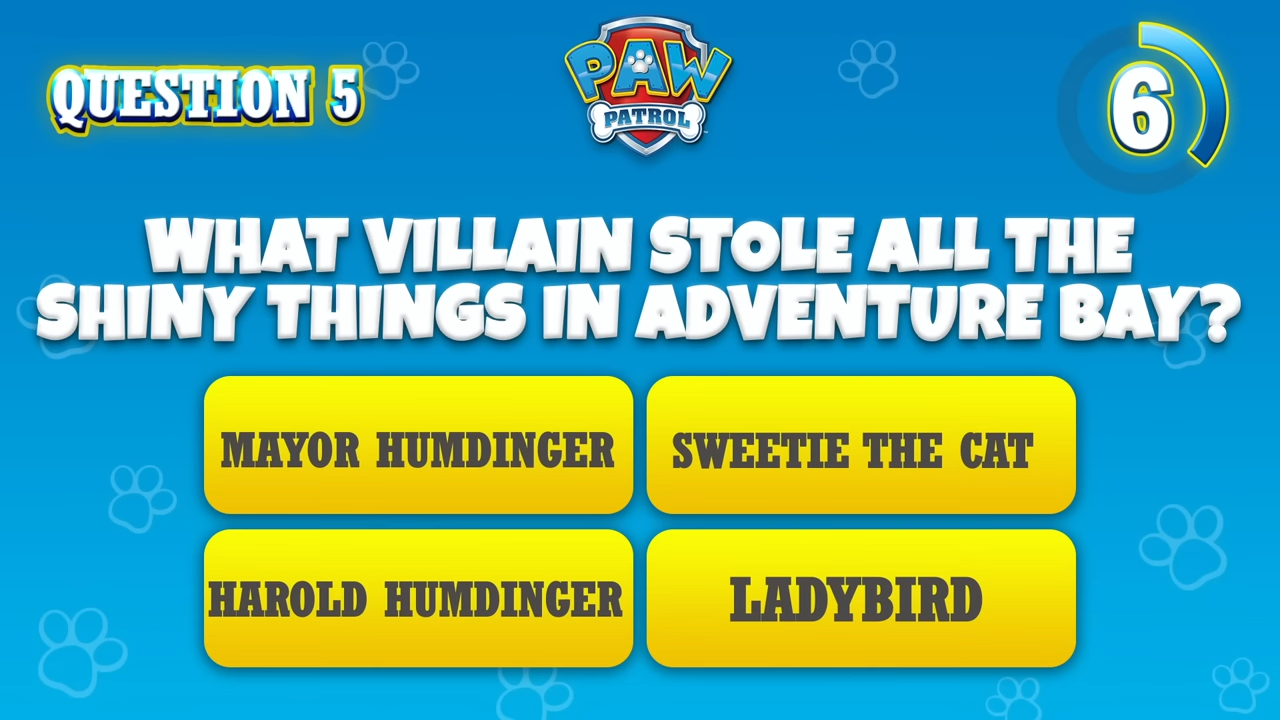 QUESTION 5
PAW
PATROL
6
WHAT VILLAIN STOLE ALL THE
SHINY THINGS IN ADVENTURE BAY?
MAYOR HUMDINGER
SWEETIE THE CAT
HAROLD HUMDINGER
LADYBIRD